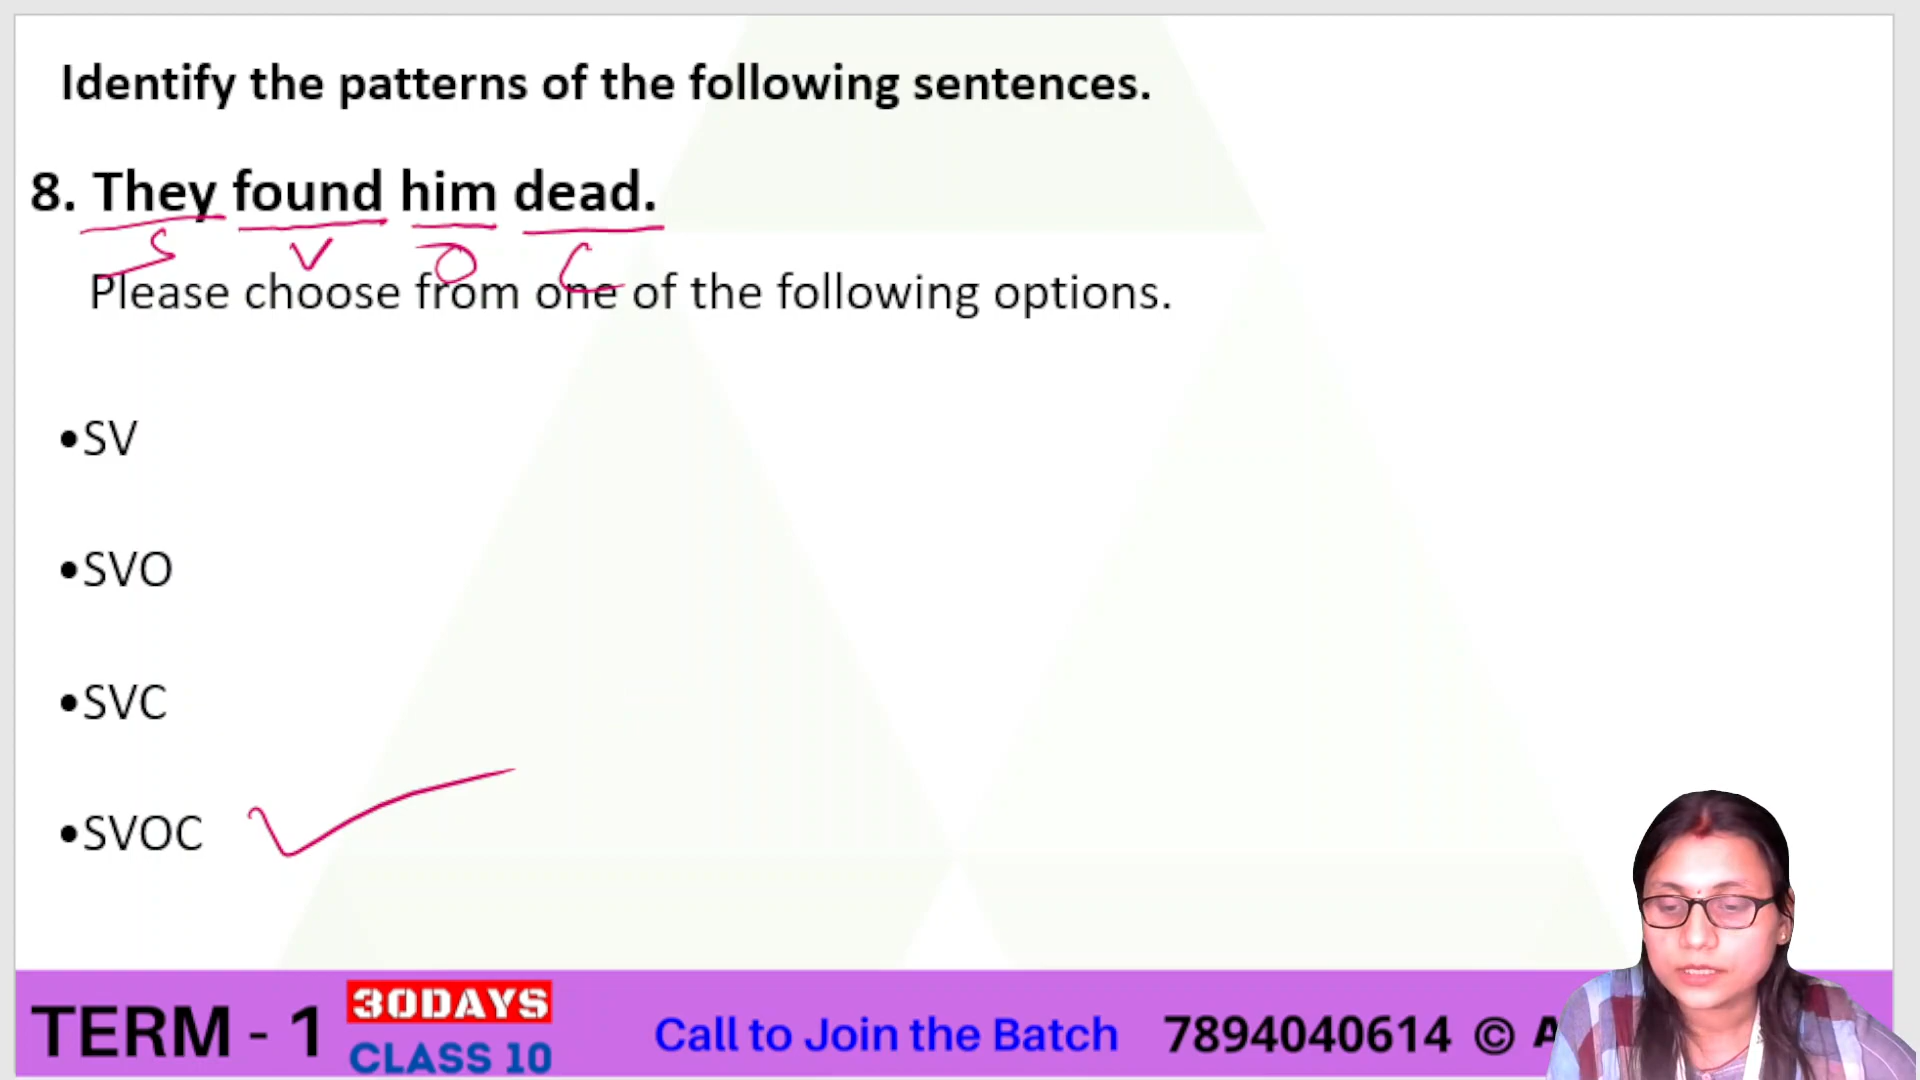 Identify the patterns of the following sentences.
8. They found him dead.
S V O C
Please choose from one of the following options.
•SV
•SVO
•SVC
•SVOC
TERM - 1 30DAYS CLASS 10 Call to Join the Batch 7894040614 © A